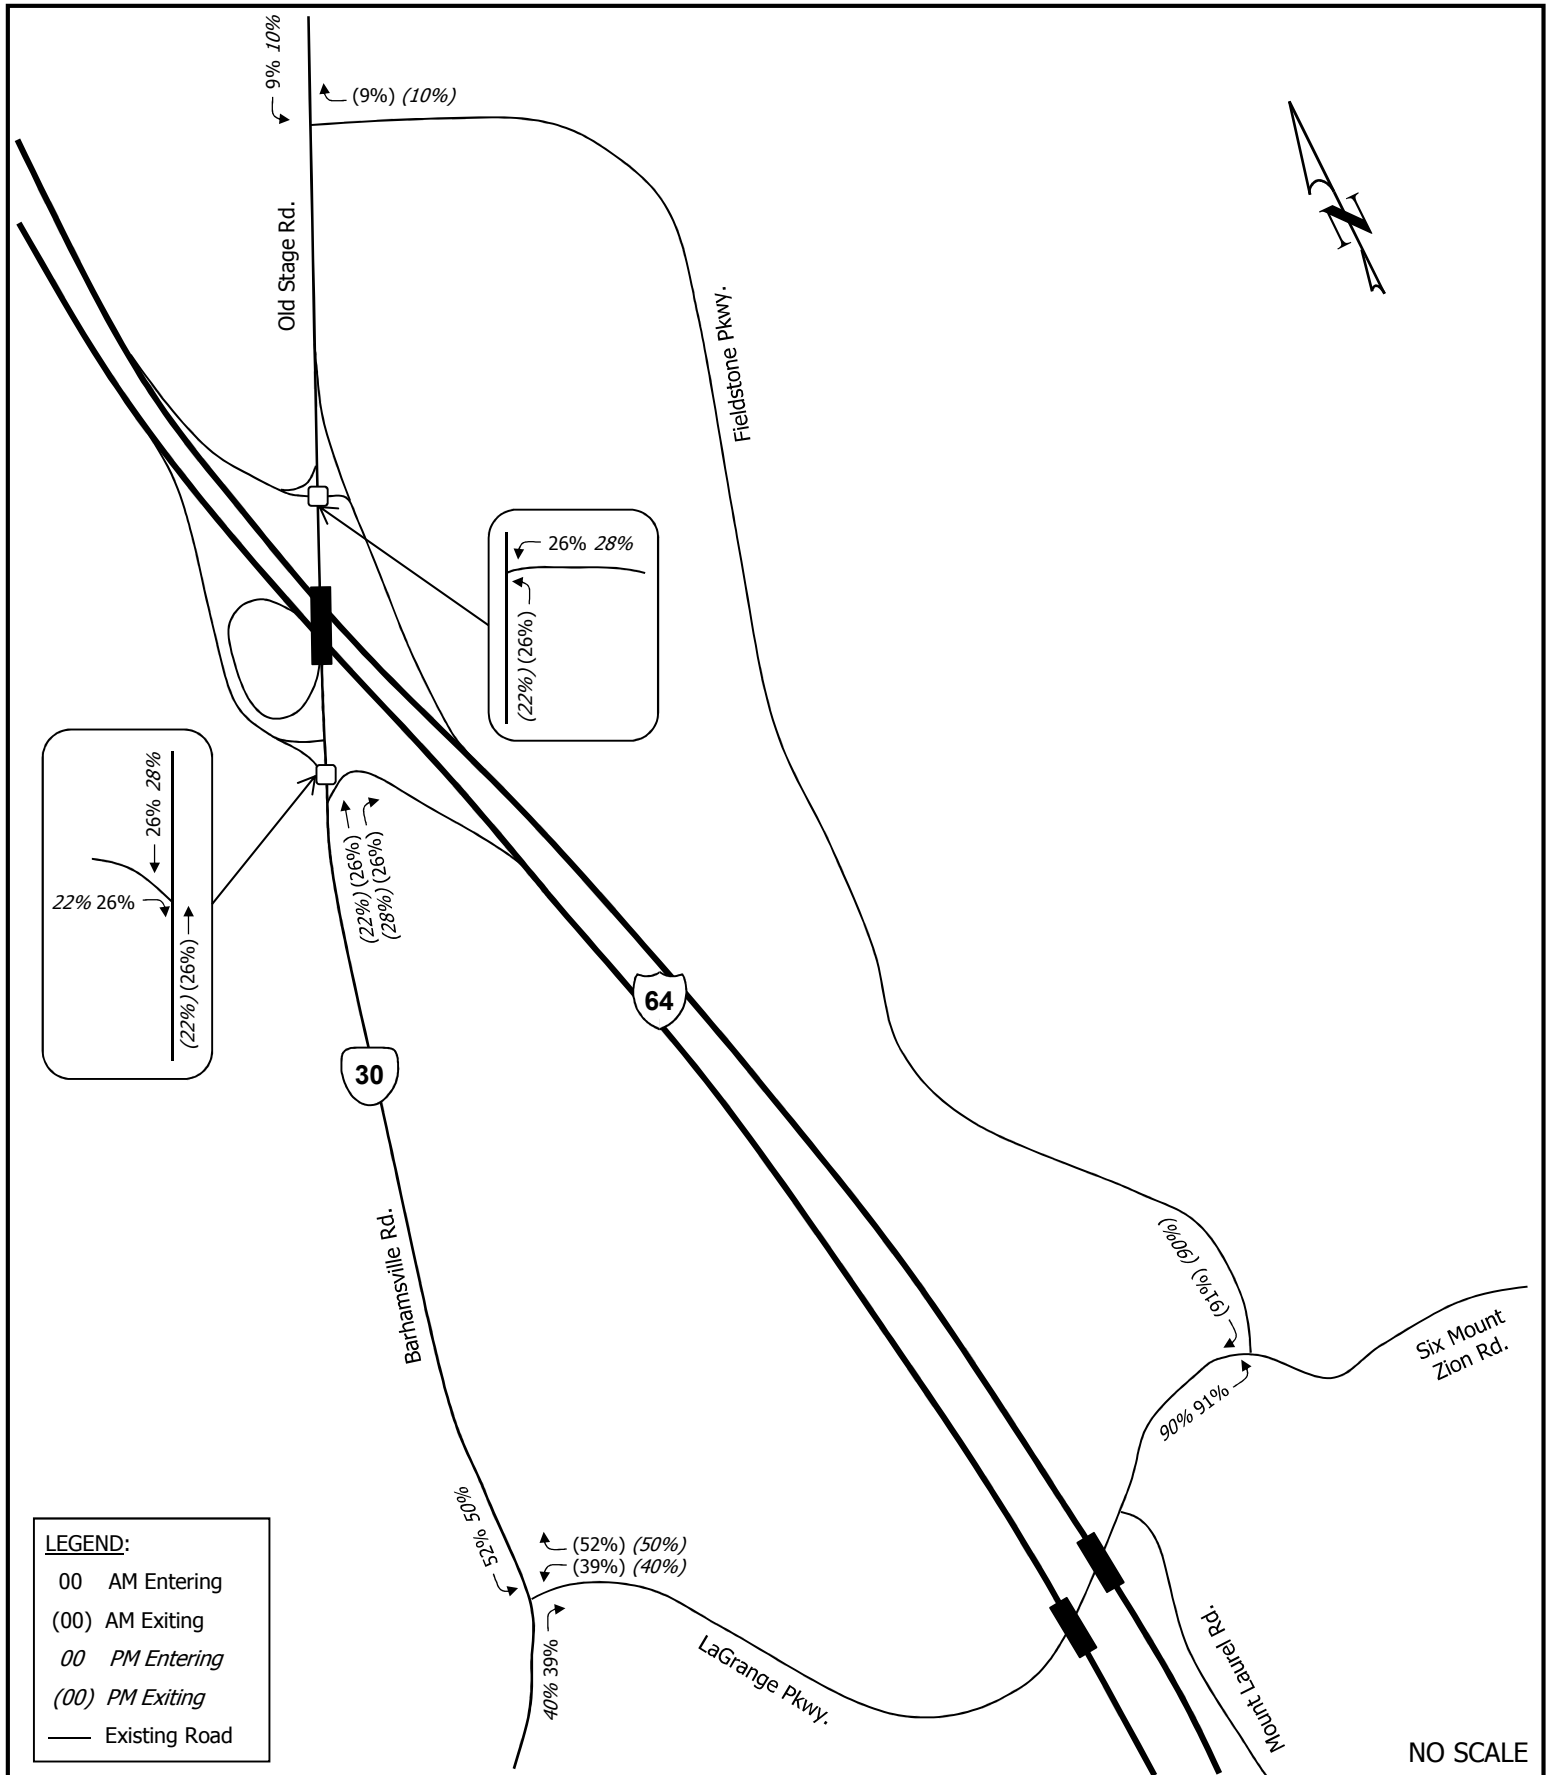 9% 10%
(9%) (10%)
Old Stage Rd.
Fieldstone Pkwy.
N
26% 28%
(22%) (26%)
26% 28%
22% 26%
(22%) (26%)
(22%) (26%)
(28%) (26%)
64
30
Barhamsville Rd.
(91%) (90%)
90% 91%
Six Mount
Zion Rd.
52% 50%
(52%) (50%)
(39%) (40%)
40% 39%
LaGrange Pkwy.
Mount Laurel Rd.
LEGEND:
00 AM Entering
(00) AM Exiting
00 PM Entering
(00) PM Exiting
Existing Road
NO SCALE